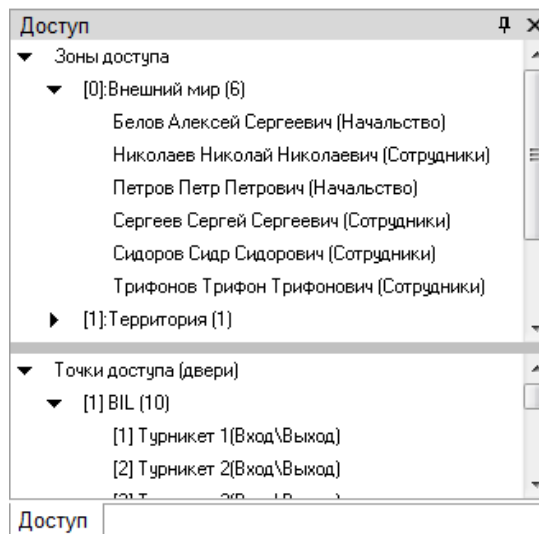 Доступ
Зоны доступа
[0]:Внешний мир (6)
Белов Алексей Сергеевич (Начальство)
Николаев Николай Николаевич (Сотрудники)
Петров Петр Петрович (Начальство)
Сергеев Сергей Сергеевич (Сотрудники)
Сидоров Сидр Сидорович (Сотрудники)
Трифонов Трифон Трифонович (Сотрудники)
[1]:Территория (1)
Точки доступа (двери)
[1] BIL (10)
[1] Турникет 1(Вход\Выход)
[2] Турникет 2(Вход\Выход)
Доступ